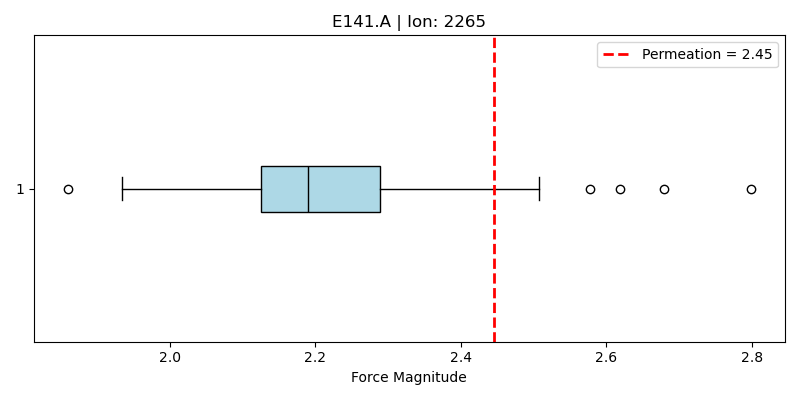 E141.A | Ion: 2265
Permeation = 2.45
1
2.0 2.2 2.4 2.6 2.8
Force Magnitude